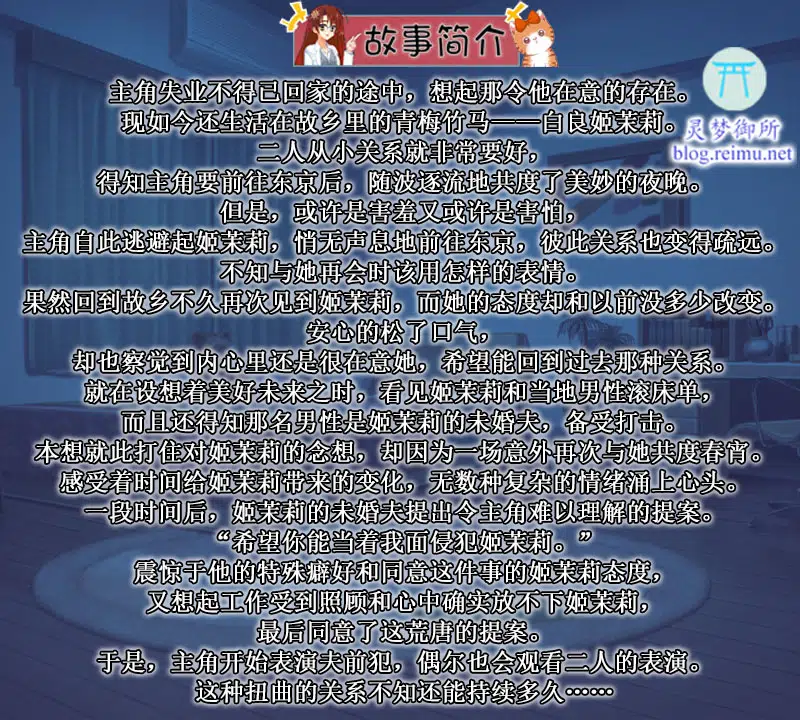 故事简介
主角失业不得已回家的途中，想起那令他在意的存在。
灵梦御所
blog.reimu.net
现如今还生活在故乡里的青梅竹马——白良姬茉莉。
二人从小关系就非常要好，
得知主角要前往东京后，随波逐流地共度了美妙的夜晚。
但是，或许是害羞又或许是害怕，
主角自此逃避起姬茉莉，悄无声息地前往东京，彼此关系也变得疏远。
不知与她再会时该用怎样的表情。
果然回到故乡不久再次见到姬茉莉，而她的态度却和以前没多少改变。
安心的松了口气，
却也察觉到内心里还是很在意她，希望能回到过去那种关系。
就在设想着美好未来之时，看见姬茉莉和当地男性滚床单，
而且还得知那名男性是姬茉莉的未婚夫，备受打击。
本想就此打住对姬茉莉的念想，却因为一场意外再次与她共度春宵。
感受着时间给姬茉莉带来的变化，无数种复杂的情绪涌上心头。
一段时间后，姬茉莉的未婚夫提出令主角难以理解的提案。
“希望你能当着我面侵犯姬茉莉。”
震惊于他的特殊癖好和同意这件事的姬茉莉态度，
又想起工作受到照顾和心中确实放不下姬茉莉，
最后同意了这荒唐的提案。
于是，主角开始表演夫前犯，偶尔也会观看二人的表演。
这种扭曲的关系不知还能持续多久……